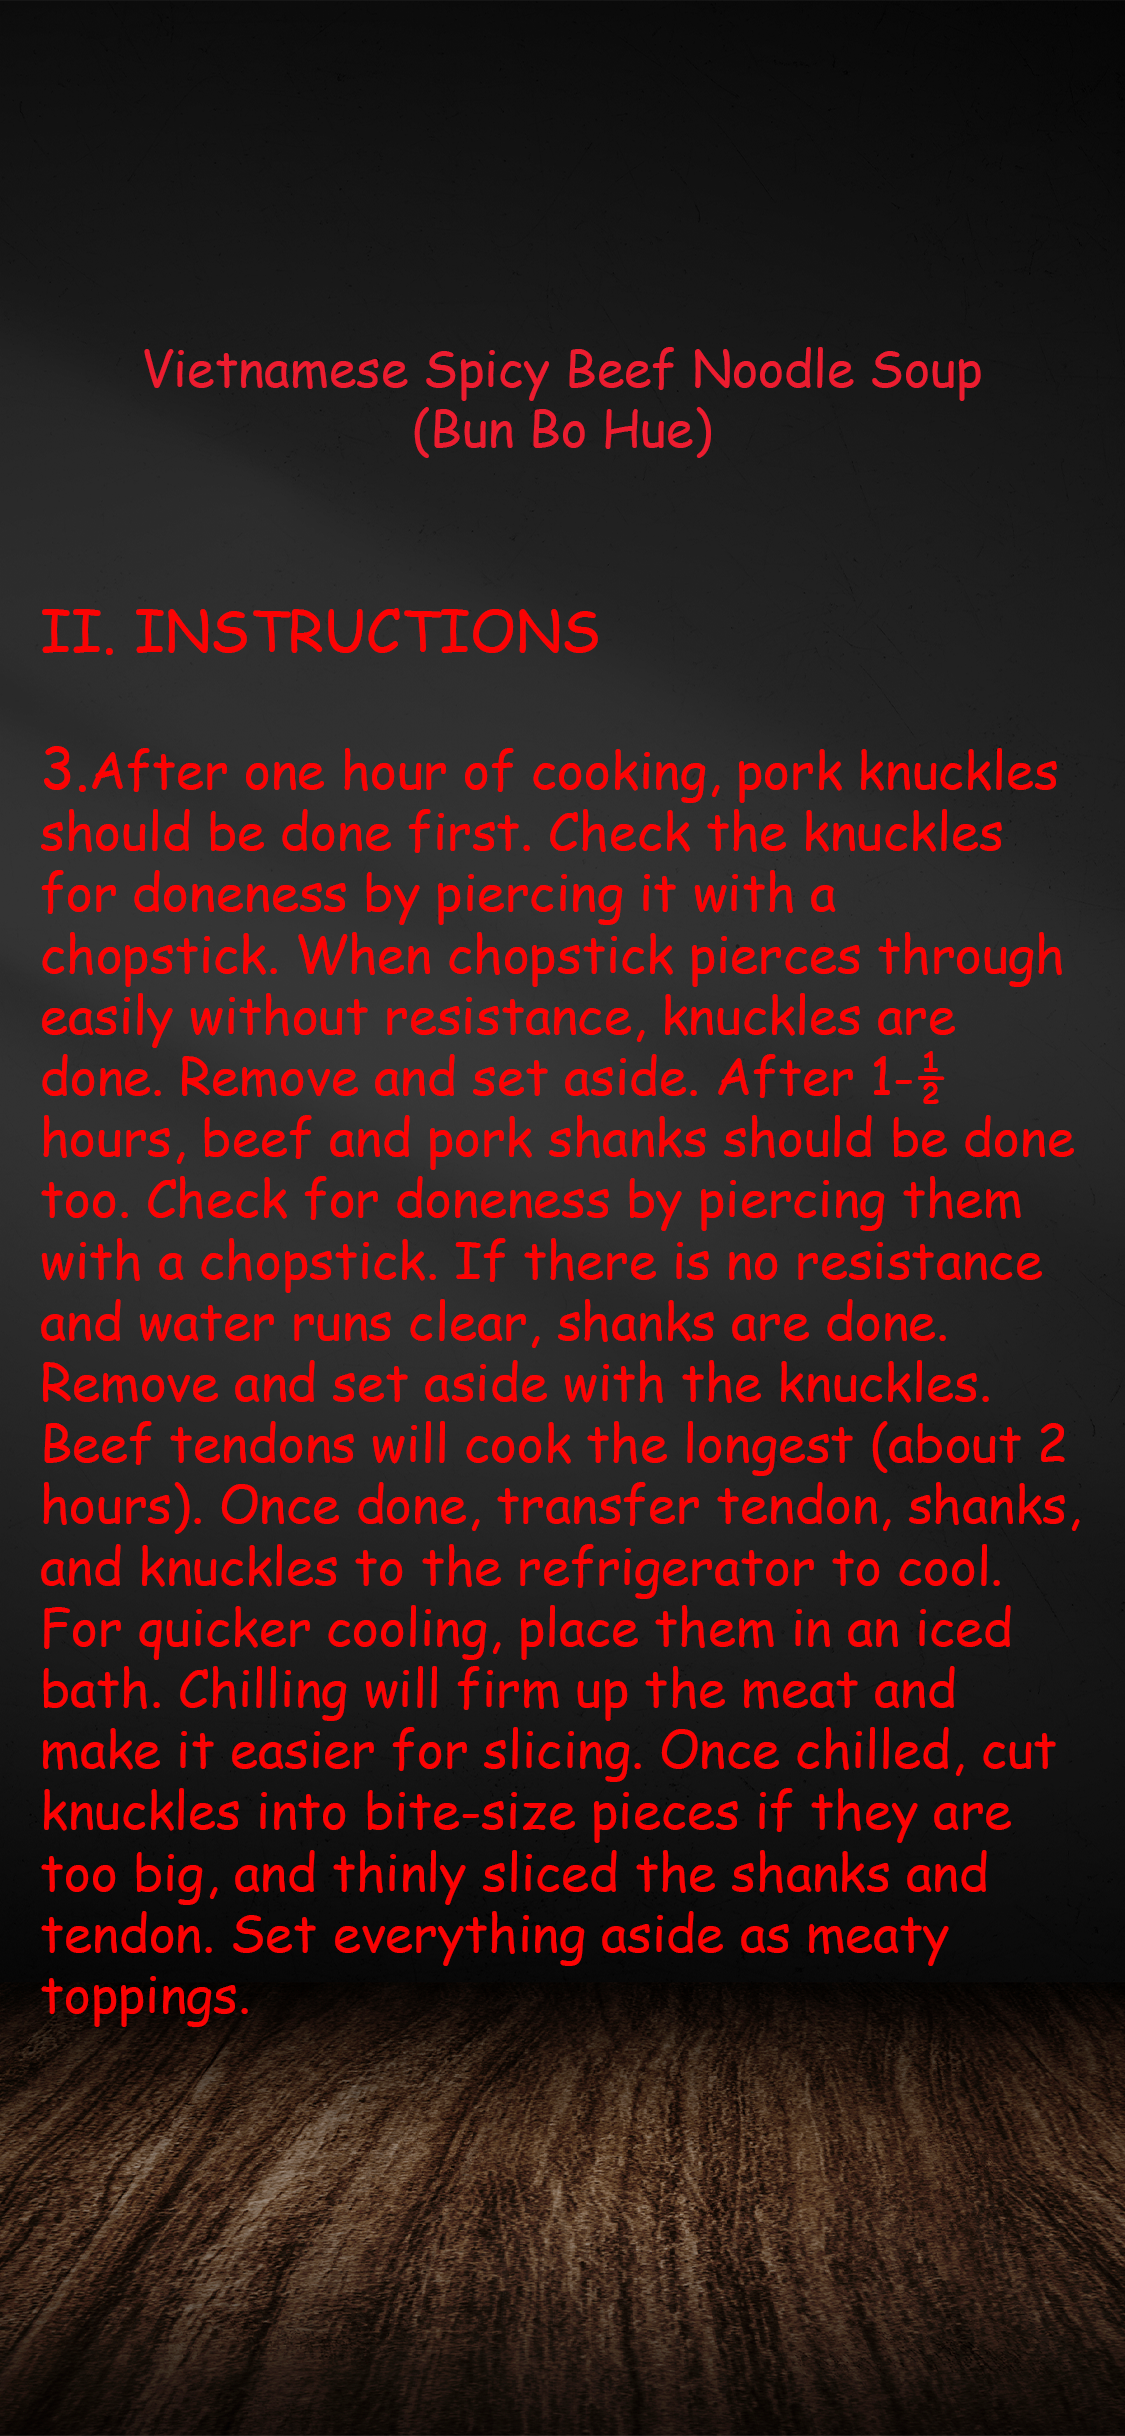 Vietnamese Spicy Beef Noodle Soup
(Bun Bo Hue)
II. INSTRUCTIONS
3.After one hour of cooking, pork knuckles
should be done first. Check the knuckles
for doneness by piercing it with a
chopstick. When chopstick pierces through
easily without resistance, knuckles are
done. Remove and set aside. After 1-½
hours, beef and pork shanks should be done
too. Check for doneness by piercing them
with a chopstick. If there is no resistance
and water runs clear, shanks are done.
Remove and set aside with the knuckles.
Beef tendons will cook the longest (about 2
hours). Once done, transfer tendon, shanks,
and knuckles to the refrigerator to cool.
For quicker cooling, place them in an iced
bath. Chilling will firm up the meat and
make it easier for slicing. Once chilled, cut
knuckles into bite-size pieces if they are
too big, and thinly sliced the shanks and
tendon. Set everything aside as meaty
toppings.